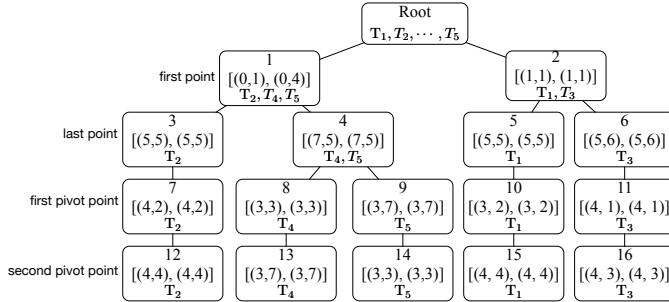 Root
T₁, T₂, ⋯, T₅
1
[(0,1), (0,4)]
T₂, T₄, T₅
2
[(1,1), (1,1)]
T₁, T₃
first point
3
[(5,5), (5,5)]
T₂
4
[(7,5), (7,5)]
T₄, T₅
5
[(5,5), (5,5)]
T₁
6
[(5,6), (5,6)]
T₃
last point
7
[(4,2), (4,2)]
T₂
8
[(3,3), (3,3)]
T₄
9
[(3,7), (3,7)]
T₅
10
[(3, 2), (3, 2)]
T₁
11
[(4, 1), (4, 1)]
T₃
first pivot point
12
[(4,4), (4,4)]
T₂
13
[(3,7), (3,7)]
T₄
14
[(3,3), (3,3)]
T₅
15
[(4, 4), (4, 4)]
T₁
16
[(4, 3), (4, 3)]
T₃
second pivot point